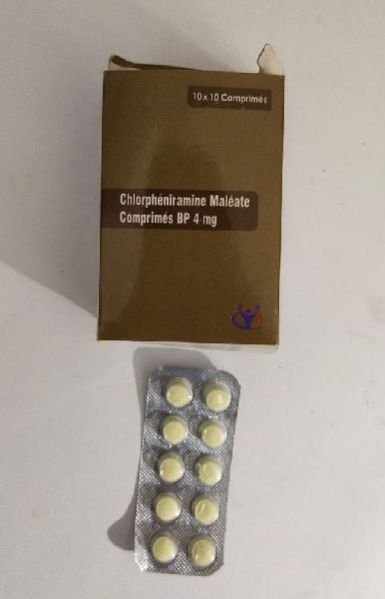 10 x 10 Comprimés
Chlorphéniramine Maléate
Comprimés BP 4 mg